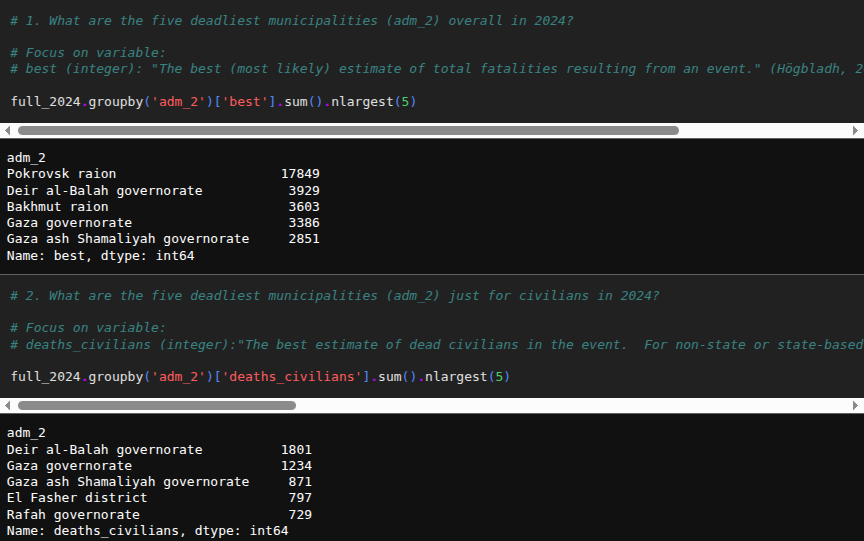 # 1. What are the five deadliest municipalities (adm_2) overall in 2024?
# Focus on variable:
# best (integer): "The best (most likely) estimate of total fatalities resulting from an event." (Högbladh, 2
full_2024.groupby('adm_2')['best'].sum().nlargest(5)
adm_2
Pokrovsk raion 17849
Deir al-Balah governorate 3929
Bakhmut raion 3603
Gaza governorate 3386
Gaza ash Shamaliyah governorate 2851
Name: best, dtype: int64
# 2. What are the five deadliest municipalities (adm_2) just for civilians in 2024?
# Focus on variable:
# deaths_civilians (integer):"The best estimate of dead civilians in the event.  For non-state or state-based
full_2024.groupby('adm_2')['deaths_civilians'].sum().nlargest(5)
adm_2
Deir al-Balah governorate 1801
Gaza governorate 1234
Gaza ash Shamaliyah governorate 871
El Fasher district 797
Rafah governorate 729
Name: deaths_civilians, dtype: int64